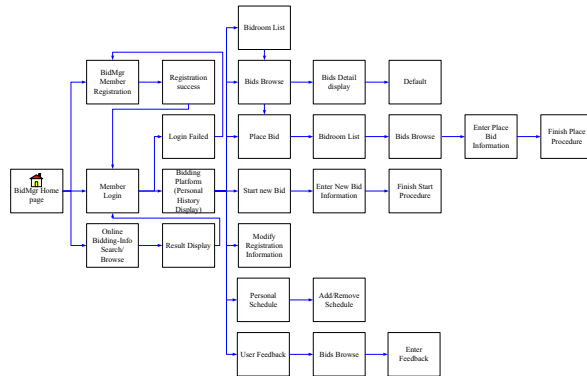 Bidroom List
BidMgr
Member
Registration
Registration
success
Bids Browse
Bids Detail
display
Default
Login Failed
Place Bid
Bidroom List
Bids Browse
Enter Place
Bid
Information
Finish Place
Procedure
BidMgr Home
page
Member
Login
Bidding
Platform
(Personal
History
Display)
Start new Bid
Enter New Bid
Information
Finish Start
Procedure
Online
Bidding-Info
Search/
Browse
Result Display
Modify
Registration
Information
Personal
Schedule
Add/Remove
Schedule
User Feedback
Bids Browse
Enter
Feedback